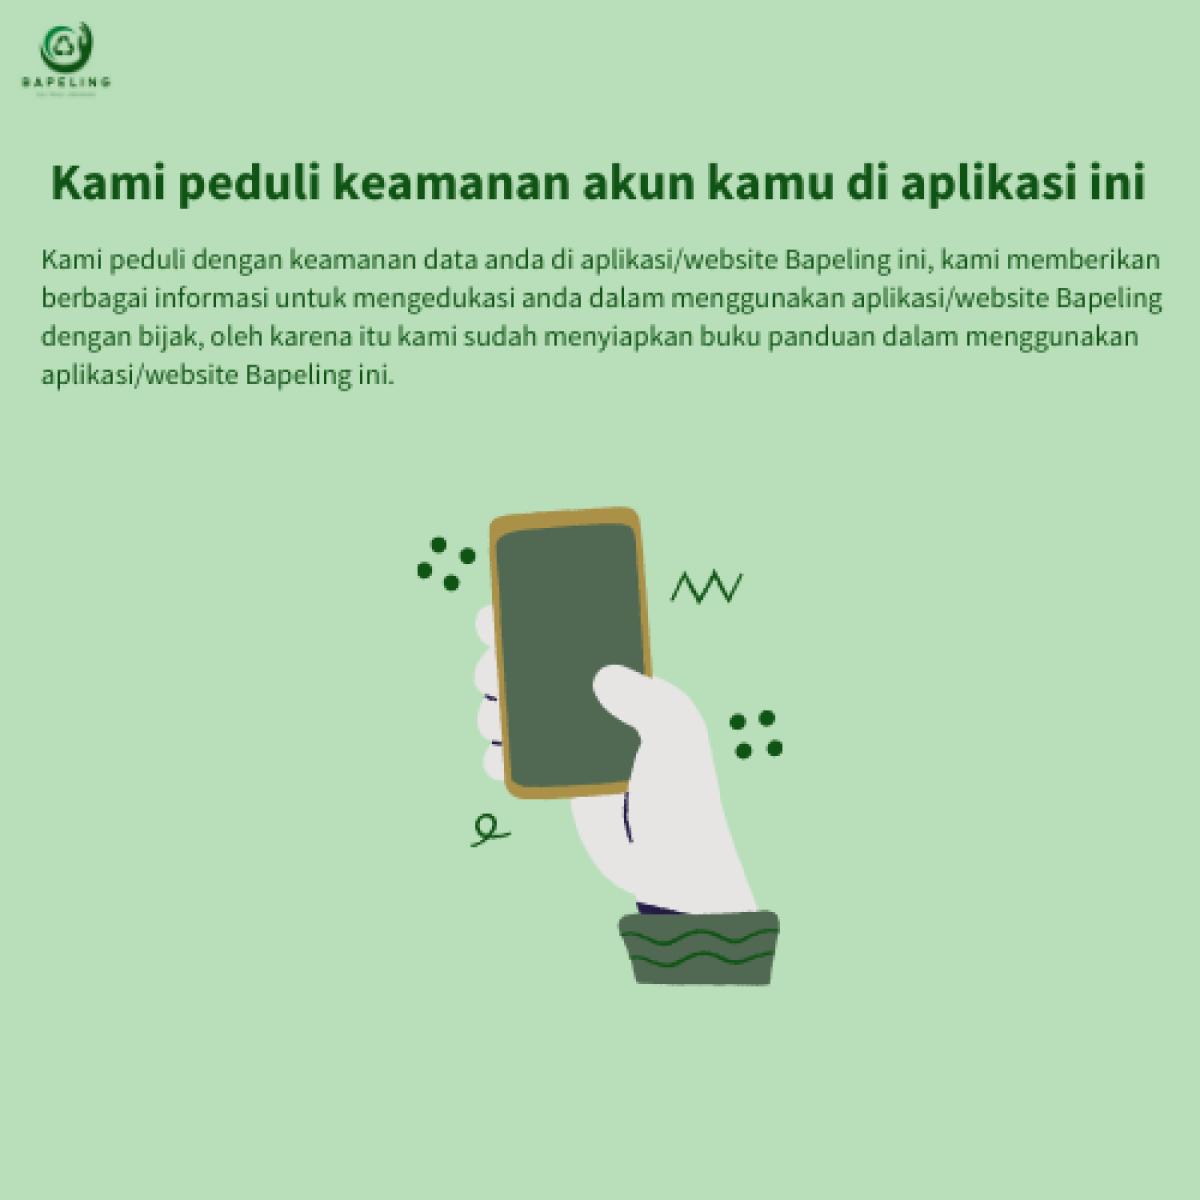 BAPELING
Kami peduli keamanan akun kamu di aplikasi ini
Kami peduli dengan keamanan data anda di aplikasi/website Bapeling ini, kami memberikan
berbagai informasi untuk mengedukasi anda dalam menggunakan aplikasi/website Bapeling
dengan bijak, oleh karena itu kami sudah menyiapkan buku panduan dalam menggunakan
aplikasi/website Bapeling ini.